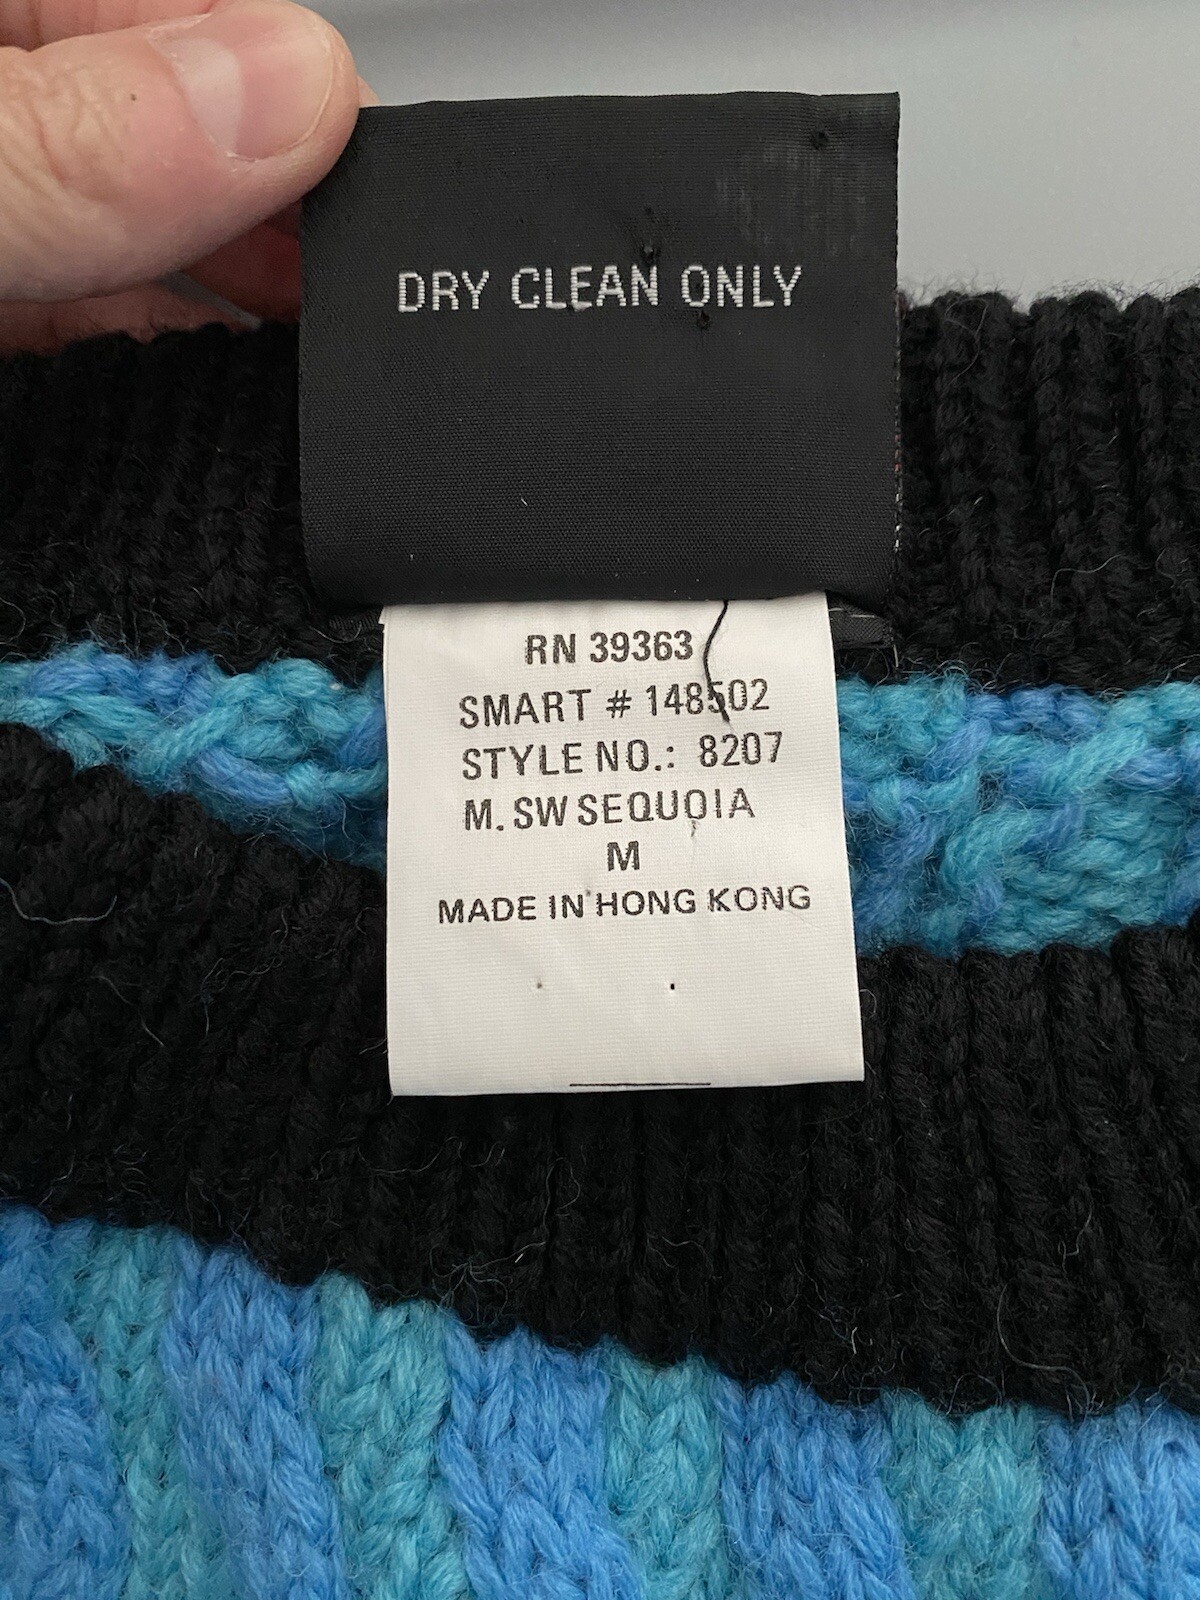 DRY CLEAN ONLY
RN 39363
SMART # 148502
STYLE NO.: 8207
M. SW SEQUOIA
M
MADE IN HONG KONG